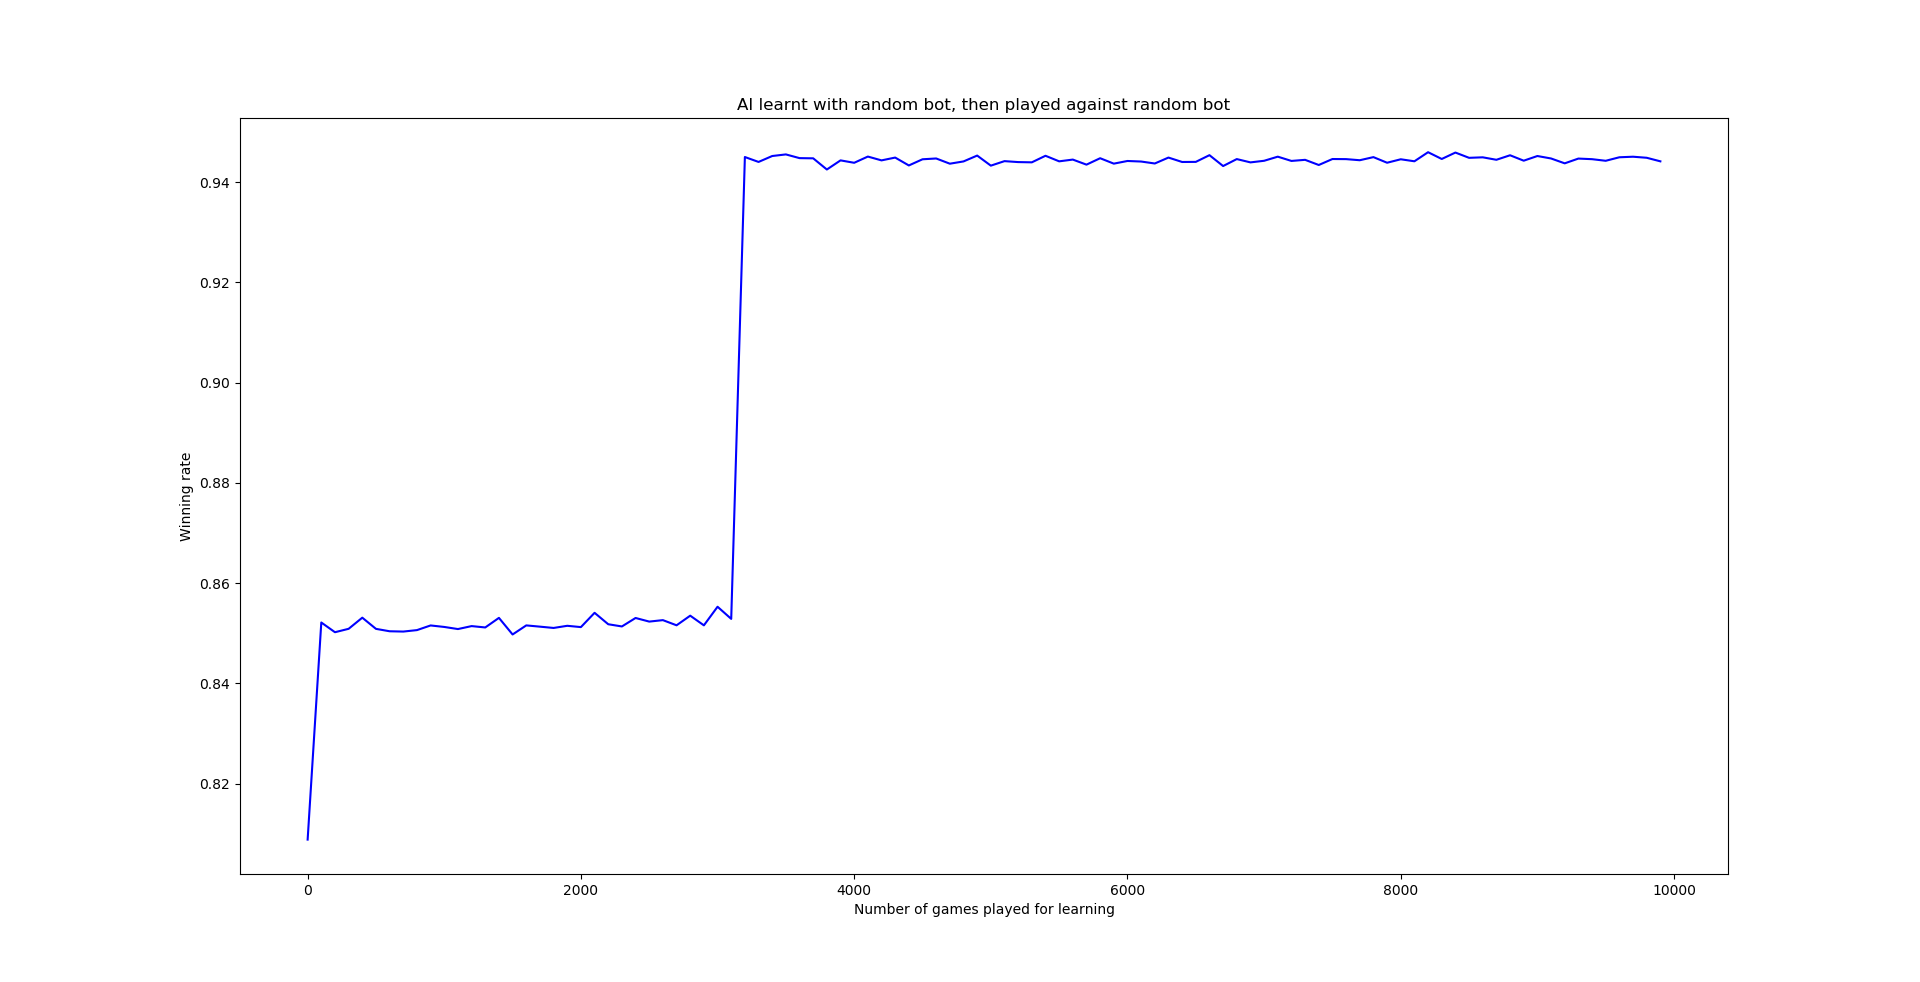 AI learnt with random bot, then played against random bot
0.94
0.92
0.90
0.88
0.86
0.84
0.82
Winning rate
0 2000 4000 6000 8000 10000
Number of games played for learning